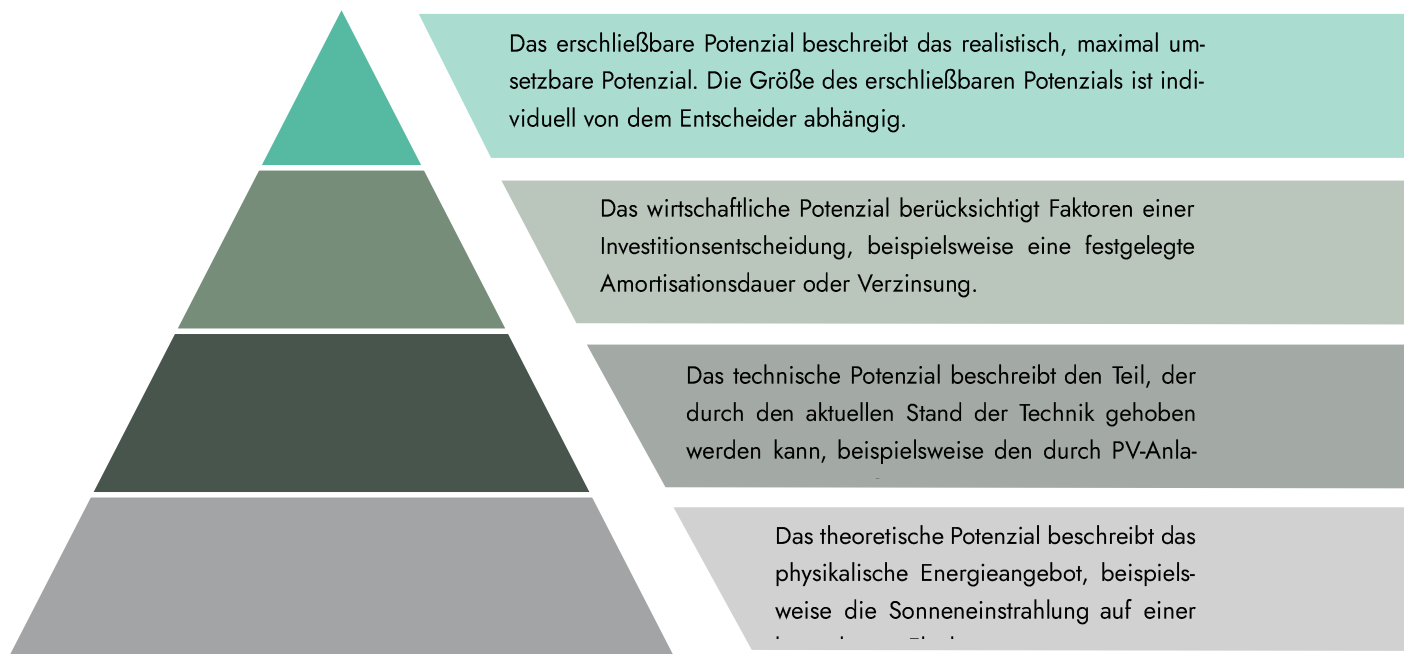 Das erschließbare Potenzial beschreibt das realistisch, maximal um-
setzbare Potenzial. Die Größe des erschließbaren Potenzials ist indi-
viduell von dem Entscheider abhängig.
Das wirtschaftliche Potenzial berücksichtigt Faktoren einer
Investitionsentscheidung, beispielsweise eine festgelegte
Amortisationsdauer oder Verzinsung.
Das technische Potenzial beschreibt den Teil, der
durch den aktuellen Stand der Technik gehoben
werden kann, beispielsweise den durch PV-Anla-
Das theoretische Potenzial beschreibt das
physikalische Energieangebot, beispiels-
weise die Sonneneinstrahlung auf einer